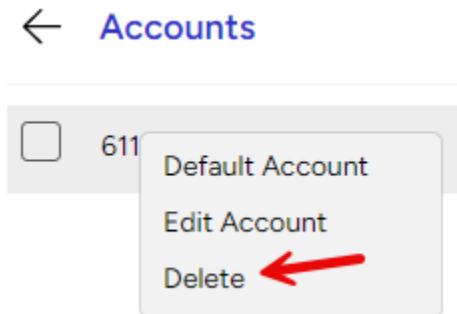 Accounts
611
Default Account
Edit Account
Delete